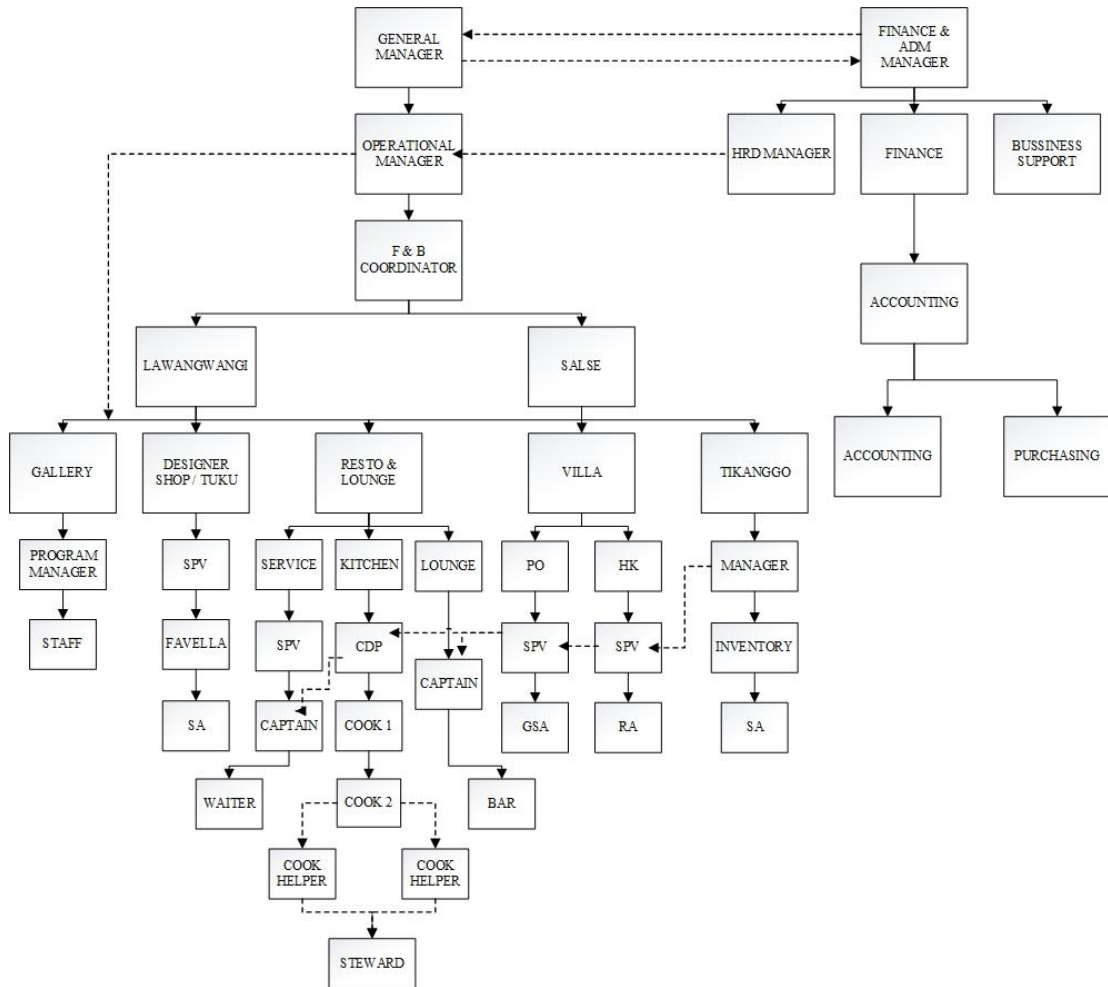 GENERAL
MANAGER
FINANCE &
ADM
MANAGER
OPERATIONAL
MANAGER
HRD MANAGER
FINANCE
BUSSINESS
SUPPORT
F & B
COORDINATOR
ACCOUNTING
LAWANGWANGI
SALSE
GALLERY
DESIGNER
SHOP / TUKU
RESTO &
LOUNGE
VILLA
TIKANGGO
ACCOUNTING
PURCHASING
PROGRAM
MANAGER
SPV
SERVICE
KITCHEN
LOUNGE
PO
HK
MANAGER
STAFF
FAVELLA
SPV
CDP
CAPTAIN
SPV
SPV
INVENTORY
SA
CAPTAIN
COOK 1
GSA
RA
SA
WAITER
COOK 2
BAR
COOK
HELPER
COOK
HELPER
STEWARD